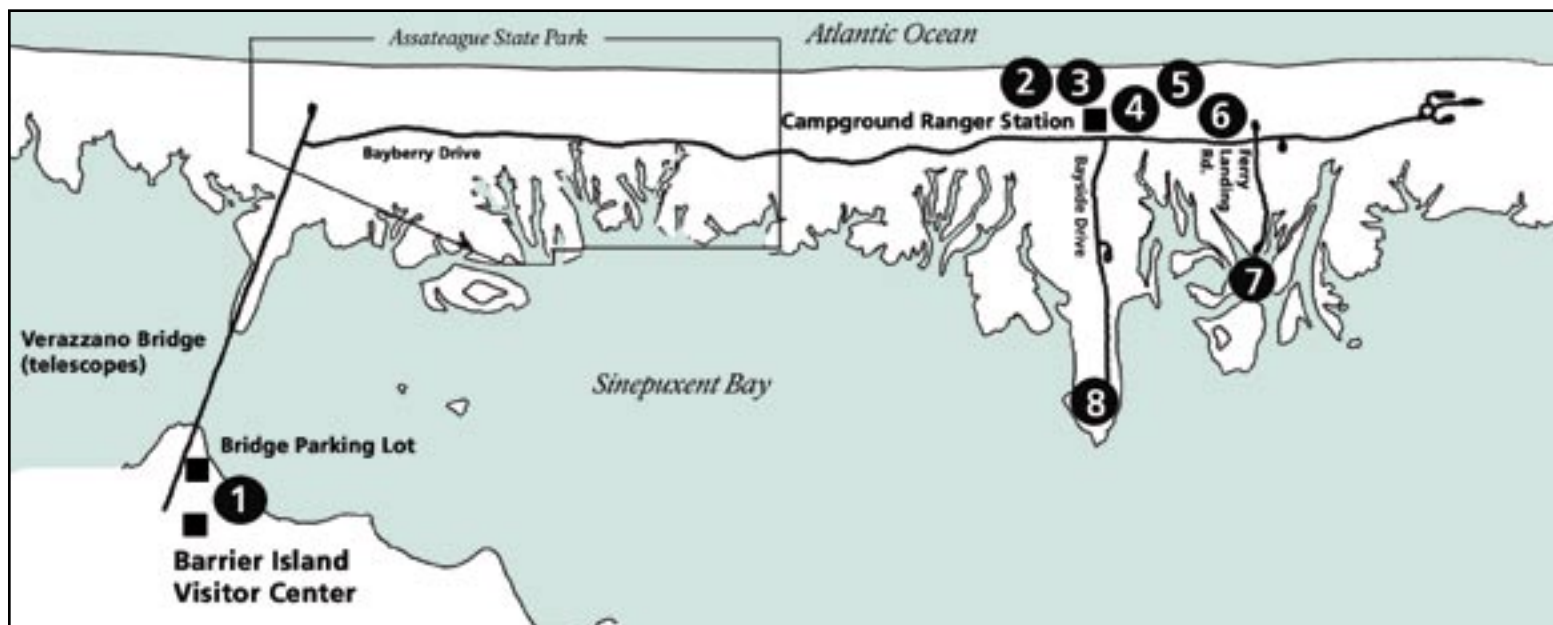 Assateague State Park
Atlantic Ocean
2
3
5
4
6
Campground Ranger Station
Bayberry Drive
Bayside Drive
Ferry
Landing
Rd.
7
Verazzano Bridge
(telescopes)
Sinepuxent Bay
8
Bridge Parking Lot
1
Barrier Island
Visitor Center